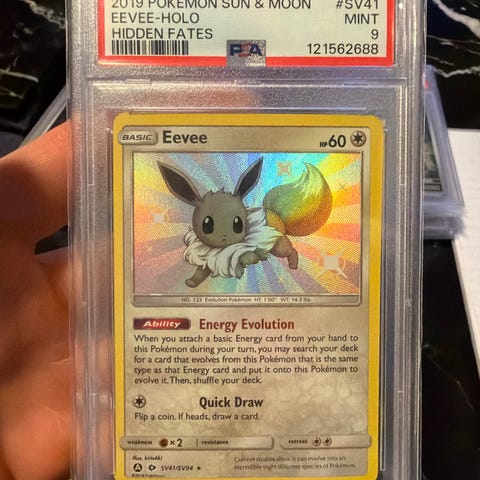 2019 POKEMON SUN & MOON #SV41
EEVEE-HOLO MINT
HIDDEN FATES 9
PSA 121562688
BASIC Eevee HP60
NO. 133 Evolution Pokémon HT: 1'00" WT: 14.3 lbs.
Ability Energy Evolution
When you attach a basic Energy card from your hand to
this Pokémon during your turn, you may search your deck
for a card that evolves from this Pokémon that is the same
type as that Energy card and put it onto this Pokémon to
evolve it. Then, shuffle your deck.
Quick Draw
Flip a coin. If heads, draw a card.
weakness ×2 resistance retreat
illus. kirisAki
SV41/SV94
Current studies show it can evolve into an
incredible eight different species of Pokémon.